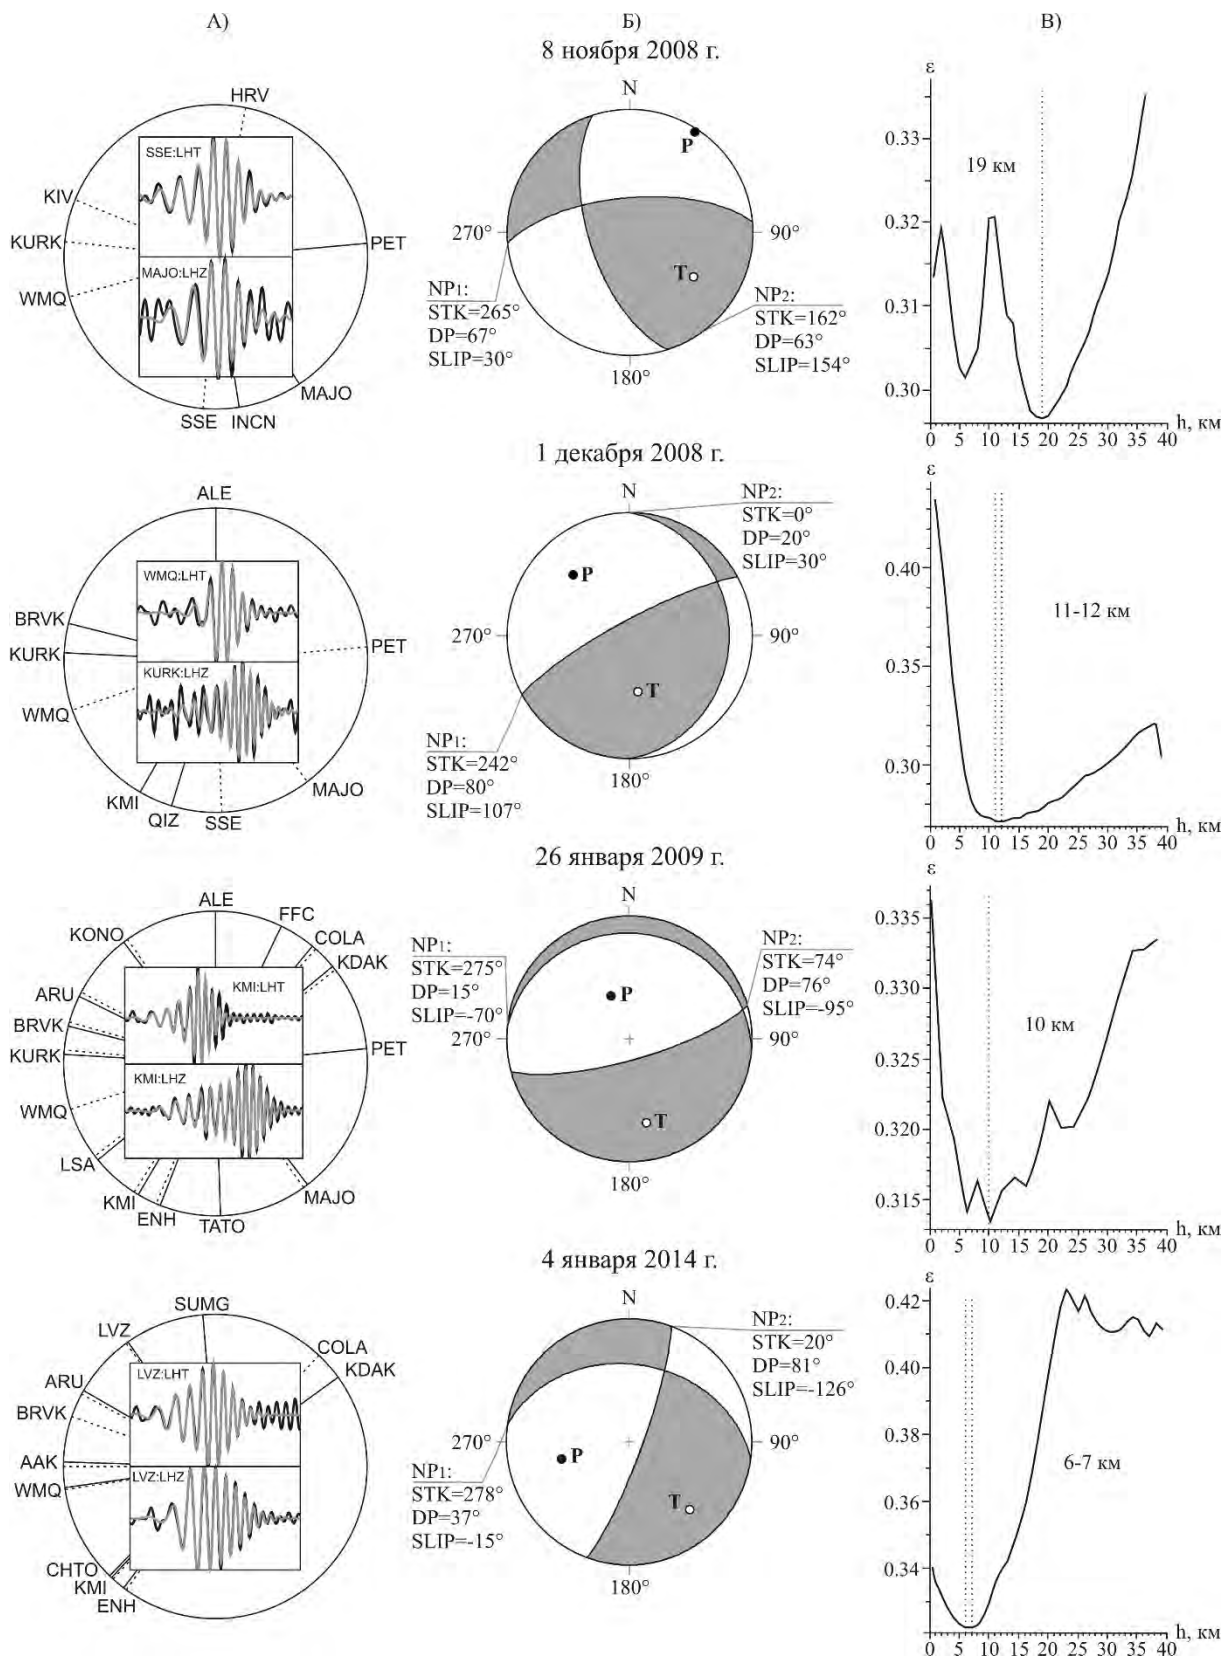 А)
Б)
В)
8 ноября 2008 г.
HRV
KIV
KURK
WMQ
PET
MAJO
INCN
SSE
SSE:LHT
MAJO:LHZ
N
90°
180°
270°
P
T
NP1:
STK=265°
DP=67°
SLIP=30°
NP2:
STK=162°
DP=63°
SLIP=154°
ε
0.33
0.32
0.31
0.30
19 км
0 5 10 15 20 25 30 35 40
h, км
1 декабря 2008 г.
ALE
BRVK
KURK
WMQ
KMI
QIZ
SSE
MAJO
PET
WMQ:LHT
KURK:LHZ
N
90°
180°
270°
P
T
NP2:
STK=0°
DP=20°
SLIP=30°
NP1:
STK=242°
DP=80°
SLIP=107°
ε
0.40
0.35
0.30
11-12 км
0 5 10 15 20 25 30 35 40
h, км
26 января 2009 г.
ALE
FFC
COLA
KDAK
PET
MAJO
TATO
ENH
KMI
LSA
WMQ
KURK
BRVK
ARU
KONO
KMI:LHT
KMI:LHZ
N
90°
180°
270°
P
T
NP1:
STK=275°
DP=15°
SLIP=-70°
NP2:
STK=74°
DP=76°
SLIP=-95°
ε
0.335
0.330
0.325
0.320
0.315
10 км
0 5 10 15 20 25 30 35 40
h, км
4 января 2014 г.
SUMG
LVZ
COLA
KDAK
ARU
BRVK
AAK
WMQ
CHTO
KMI
ENH
LVZ:LHT
LVZ:LHZ
N
90°
180°
270°
P
T
NP2:
STK=20°
DP=81°
SLIP=-126°
NP1:
STK=278°
DP=37°
SLIP=-15°
ε
0.42
0.40
0.38
0.36
0.34
6-7 км
0 5 10 15 20 25 30 35 40
h, км